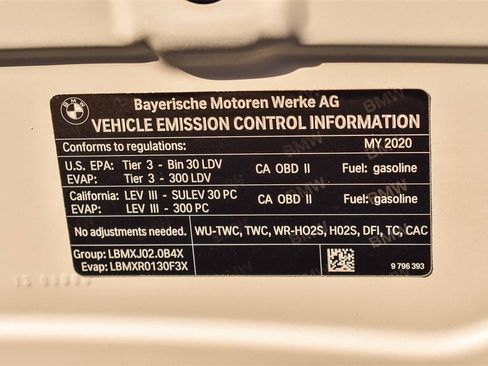 BMW
Bayerische Motoren Werke AG
VEHICLE EMISSION CONTROL INFORMATION
Conforms to regulations: MY 2020
U.S. EPA: Tier 3 - Bin 30 LDV CA OBD II Fuel: gasoline
EVAP: Tier 3 - 300 LDV
California: LEV III - SULEV 30 PC CA OBD II Fuel: gasoline
EVAP: LEV III - 300 PC
No adjustments needed. WU-TWC, TWC, WR-HO2S, HO2S, DFI, TC, CAC
Group: LBMXJ02.0B4X
Evap: LBMXR0130F3X
9 796 393